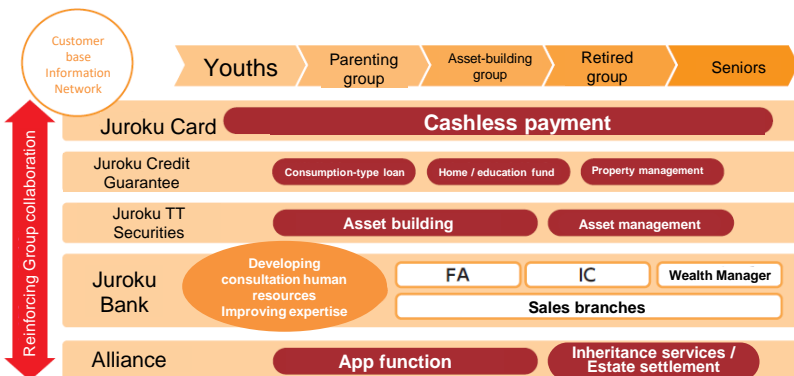 Customer
base
Information
Network
Youths
Parenting
group
Asset-building
group
Retired
group
Seniors
Reinforcing Group collaboration
Juroku Card
Cashless payment
Juroku Credit
Guarantee
Consumption-type loan
Home / education fund
Property management
Juroku TT
Securities
Asset building
Asset management
Juroku
Bank
Developing
consultation human
resources
Improving expertise
FA
IC
Wealth Manager
Sales branches
Alliance
App function
Inheritance services /
Estate settlement